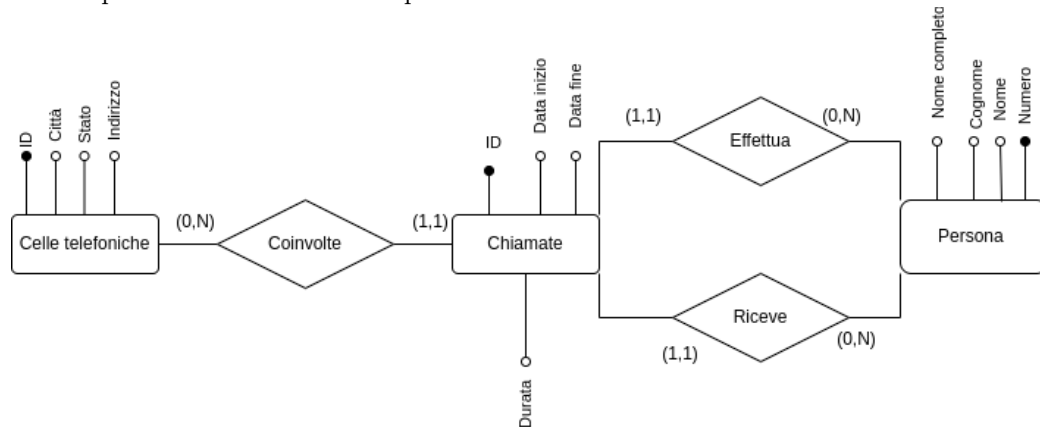 ID
Città
Stato
Indirizzo
Celle telefoniche
(0,N)
Coinvolte
(1,1)
ID
Data inizio
Data fine
Chiamate
Durata
(1,1)
Effettua
(0,N)
(1,1)
Riceve
(0,N)
Nome completo
Cognome
Nome
Numero
Persona